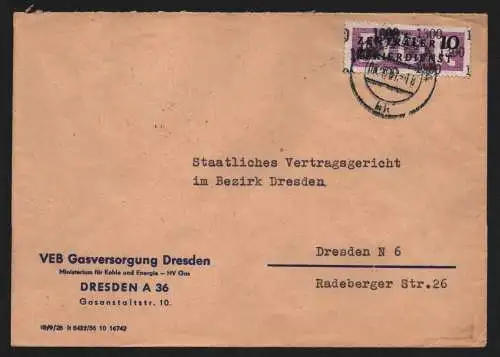 1300
ZENTRALER 10
KURIERDIENST
Staatliches Vertragsgericht
im Bezirk Dresden
VEB Gasversorgung Dresden
Ministerium für Kohle und Energie — HV Gas
DRESDEN A 36
Gasanstaltstr. 10.
Dresden N 6
Radeberger Str.26